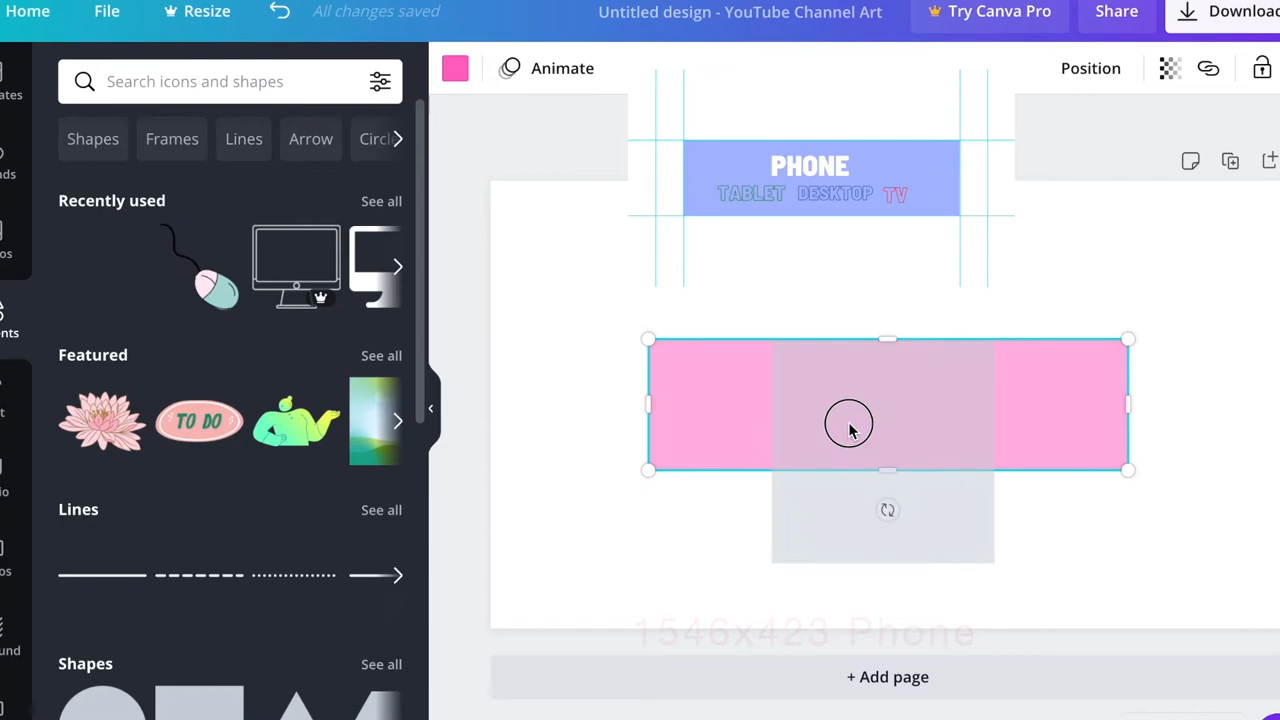 Home File Resize All changes saved Untitled design - YouTube Channel Art Try Canva Pro Share Download
Search icons and shapes
Animate
Position
Shapes Frames Lines Arrow
PHONE
TABLET DESKTOP TV
Recently used See all
Featured See all
TO DO
Lines See all
1546x423 Phone
Shapes See all
+ Add page